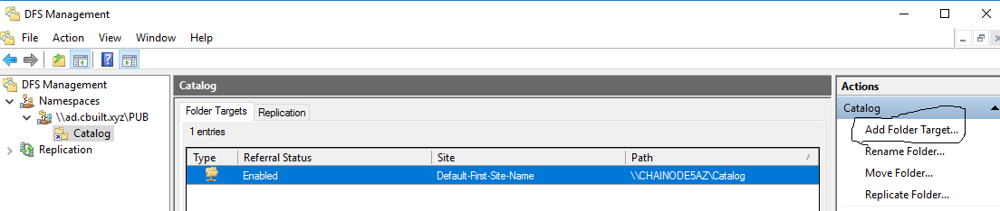 DFS Management
File Action View Window Help
DFS Management
Namespaces
\\ad.cbuilt.xyz\PUB
Catalog
Replication
Catalog
Folder Targets Replication
1 entries
Type Referral Status Site Path
Enabled Default-First-Site-Name \\CHAINODE5AZ\Catalog
Actions
Catalog
Add Folder Target...
Rename Folder...
Move Folder...
Replicate Folder...